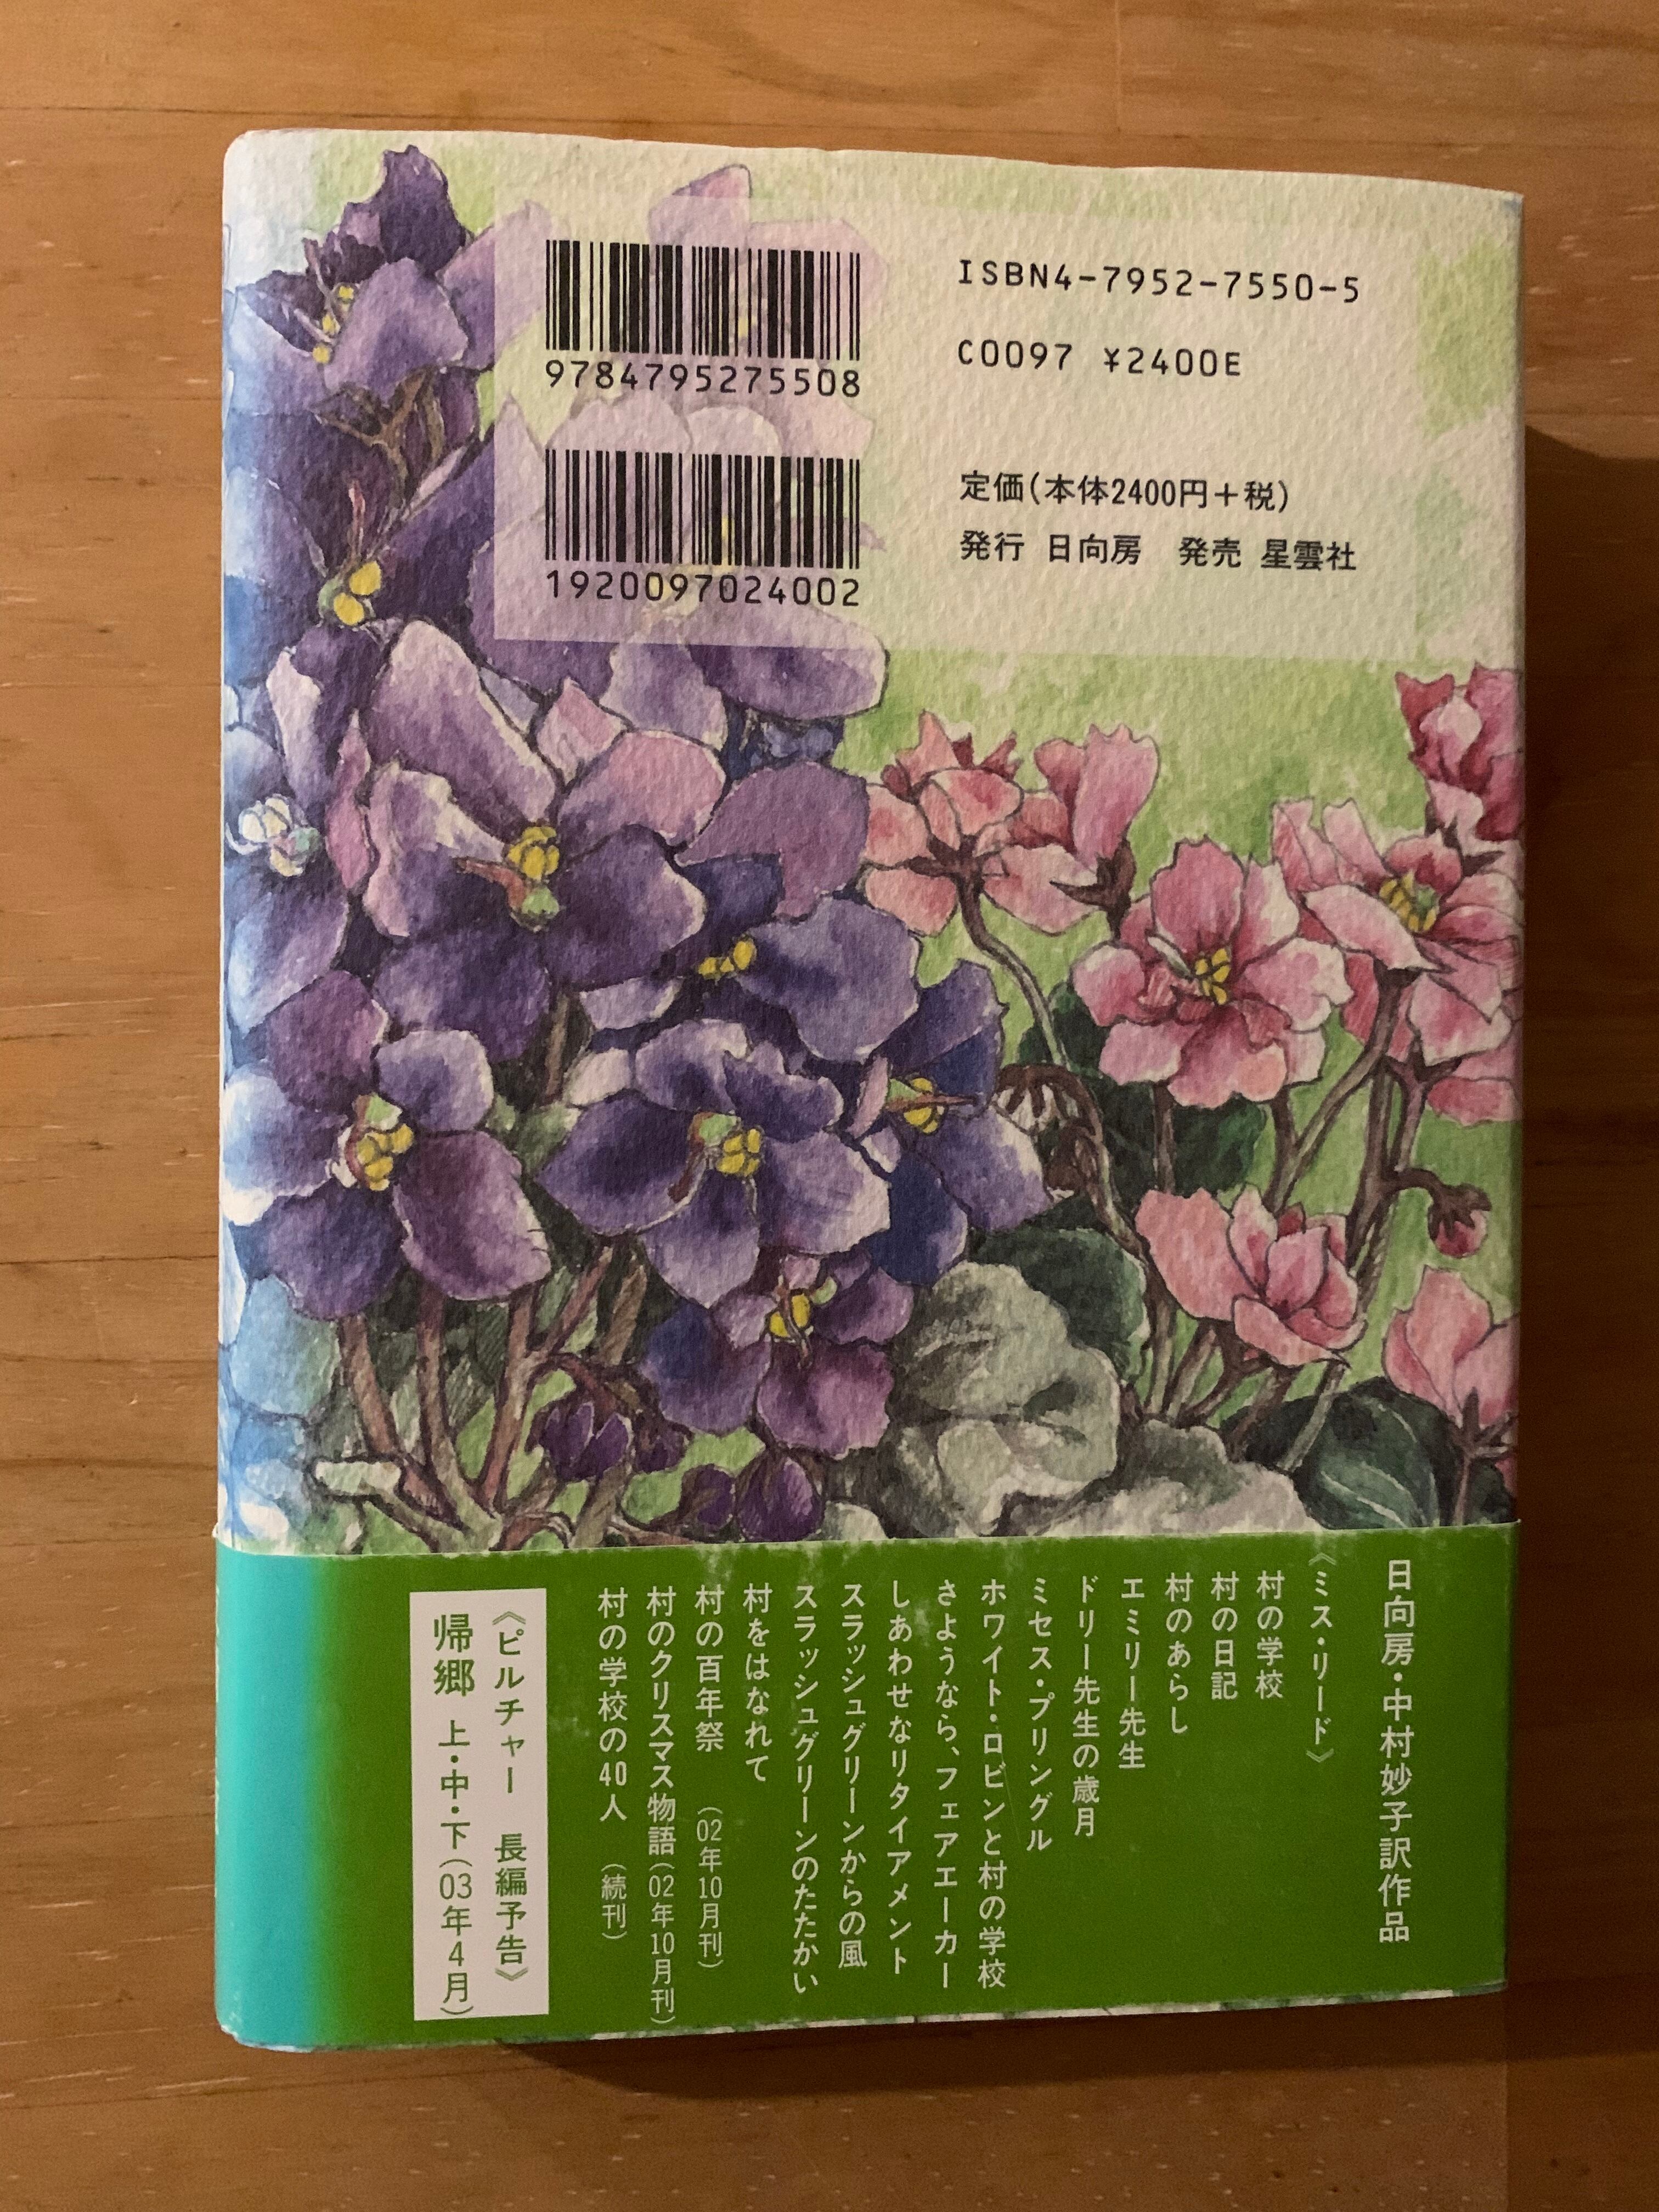 9784795275508
1920097024002
ISBN4-7952-7550-5
C0097 ¥2400E
定価(本体2400円+税)
発行 日向房 発売 星雲社
日向房・中村妙子訳作品
《ミス・リード》
村の学校
村の日記
村のあらし
エミリー先生
ドリー先生の歳月
ミセス・プリングル
ホワイト・ロビンと村の学校
さようなら、フェアエーカー
しあわせなリタイアメント
スラッシュグリーンからの風
スラッシュグリーンのたたかい
村をはなれて
村の百年祭 (02年10月刊)
村のクリスマス物語(02年10月刊)
村の学校の40人 (続刊)
《ピルチャー 長編予告》
帰郷 上・中・下(03年4月)